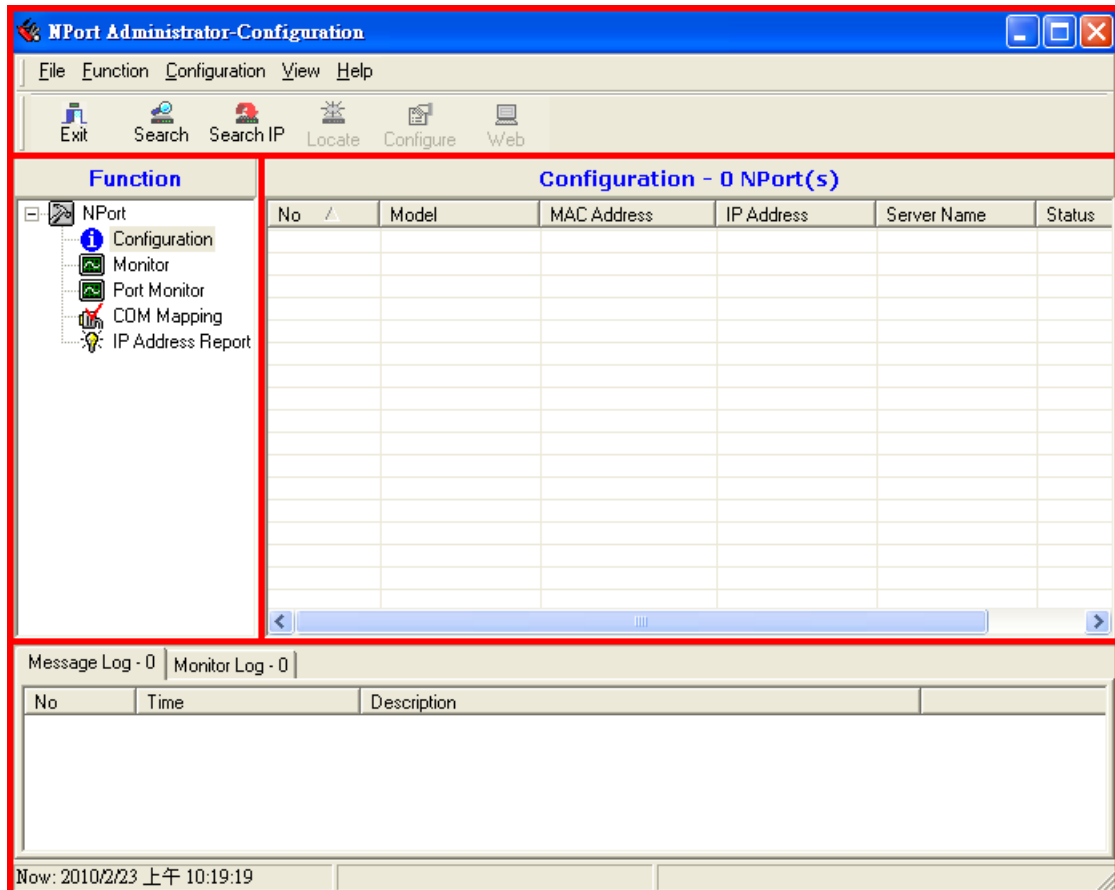 NPort Administrator-Configuration
File Function Configuration View Help
Exit Search Search IP Locate Configure Web
Function
NPort
Configuration
Monitor
Port Monitor
COM Mapping
IP Address Report
Configuration - 0 NPort(s)
No Model MAC Address IP Address Server Name Status
Message Log - 0 Monitor Log - 0
No Time Description
Now: 2010/2/23 上午 10:19:19